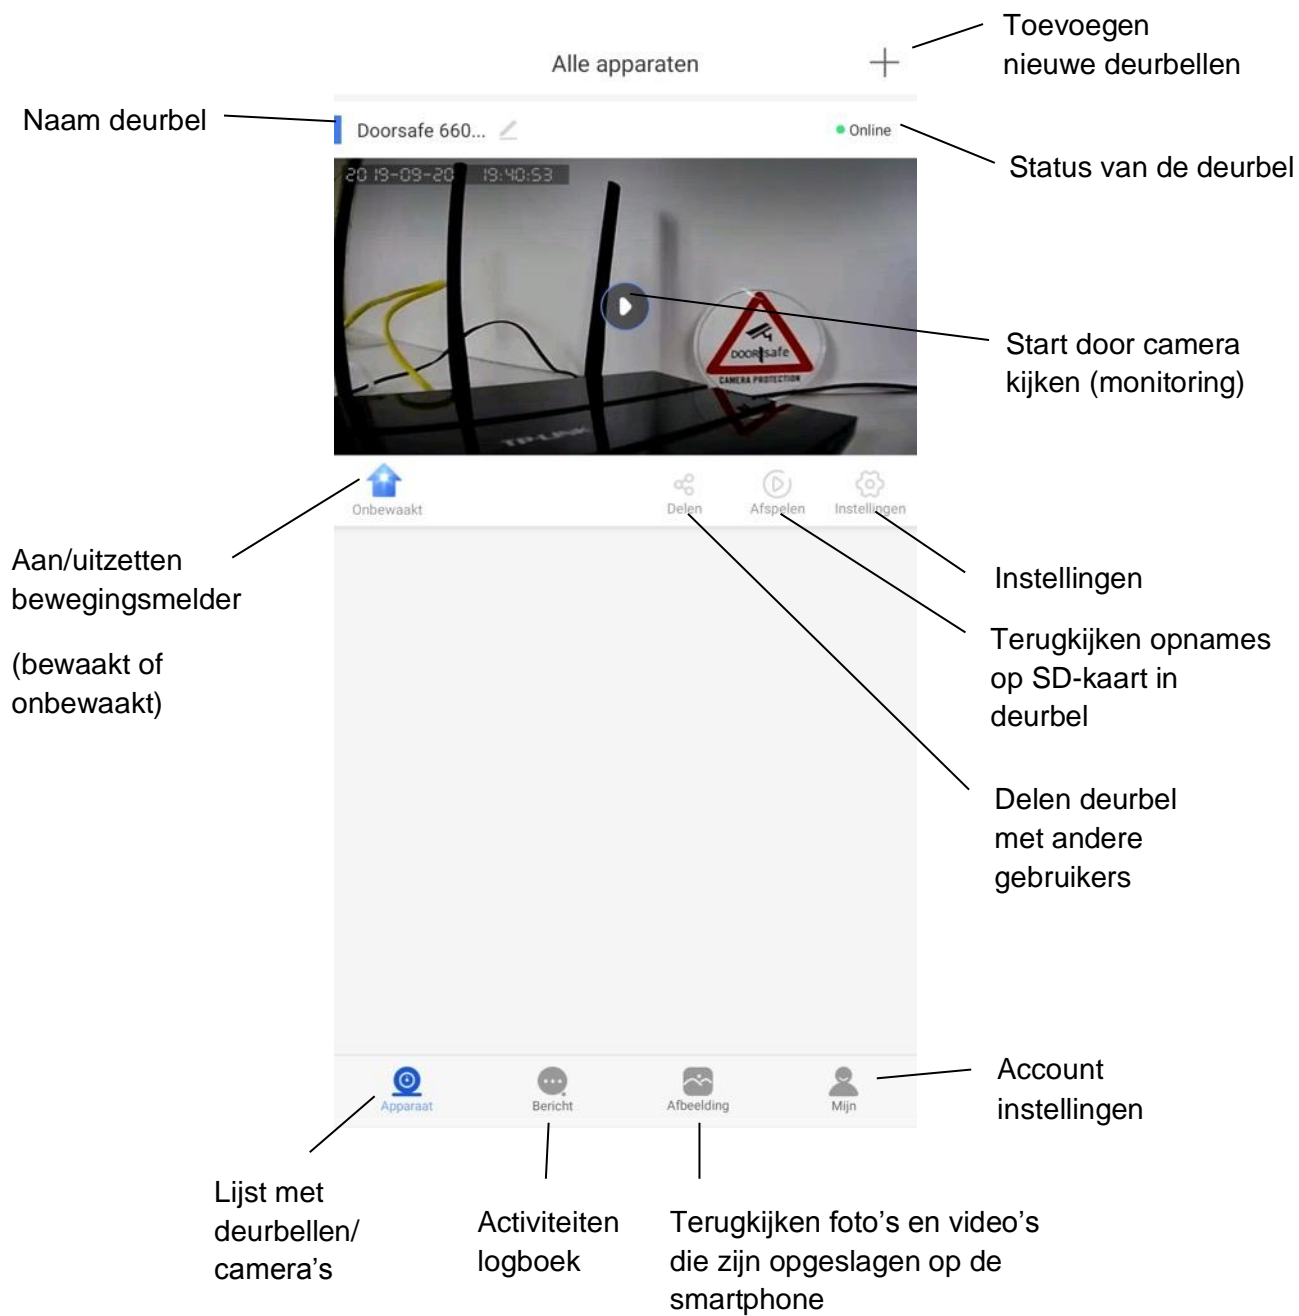 Toevoegen
nieuwe deurbellen
Alle apparaten
Naam deurbel
Doorsafe 660...
Online
Status van de deurbel
2019-09-20 19:40:53
DOORsafe
CAMERA PROTECTION
TP-LINK
Start door camera
kijken (monitoring)
Onbewaakt
Delen
Afspelen
Instellingen
Aan/uitzetten
bewegingsmelder
(bewaakt of
onbewaakt)
Instellingen
Terugkijken opnames
op SD-kaart in
deurbel
Delen deurbel
met andere
gebruikers
Account
instellingen
Apparaat
Bericht
Afbeelding
Mijn
Lijst met
deurbellen/
camera's
Activiteiten
logboek
Terugkijken foto's en video's
die zijn opgeslagen op de
smartphone